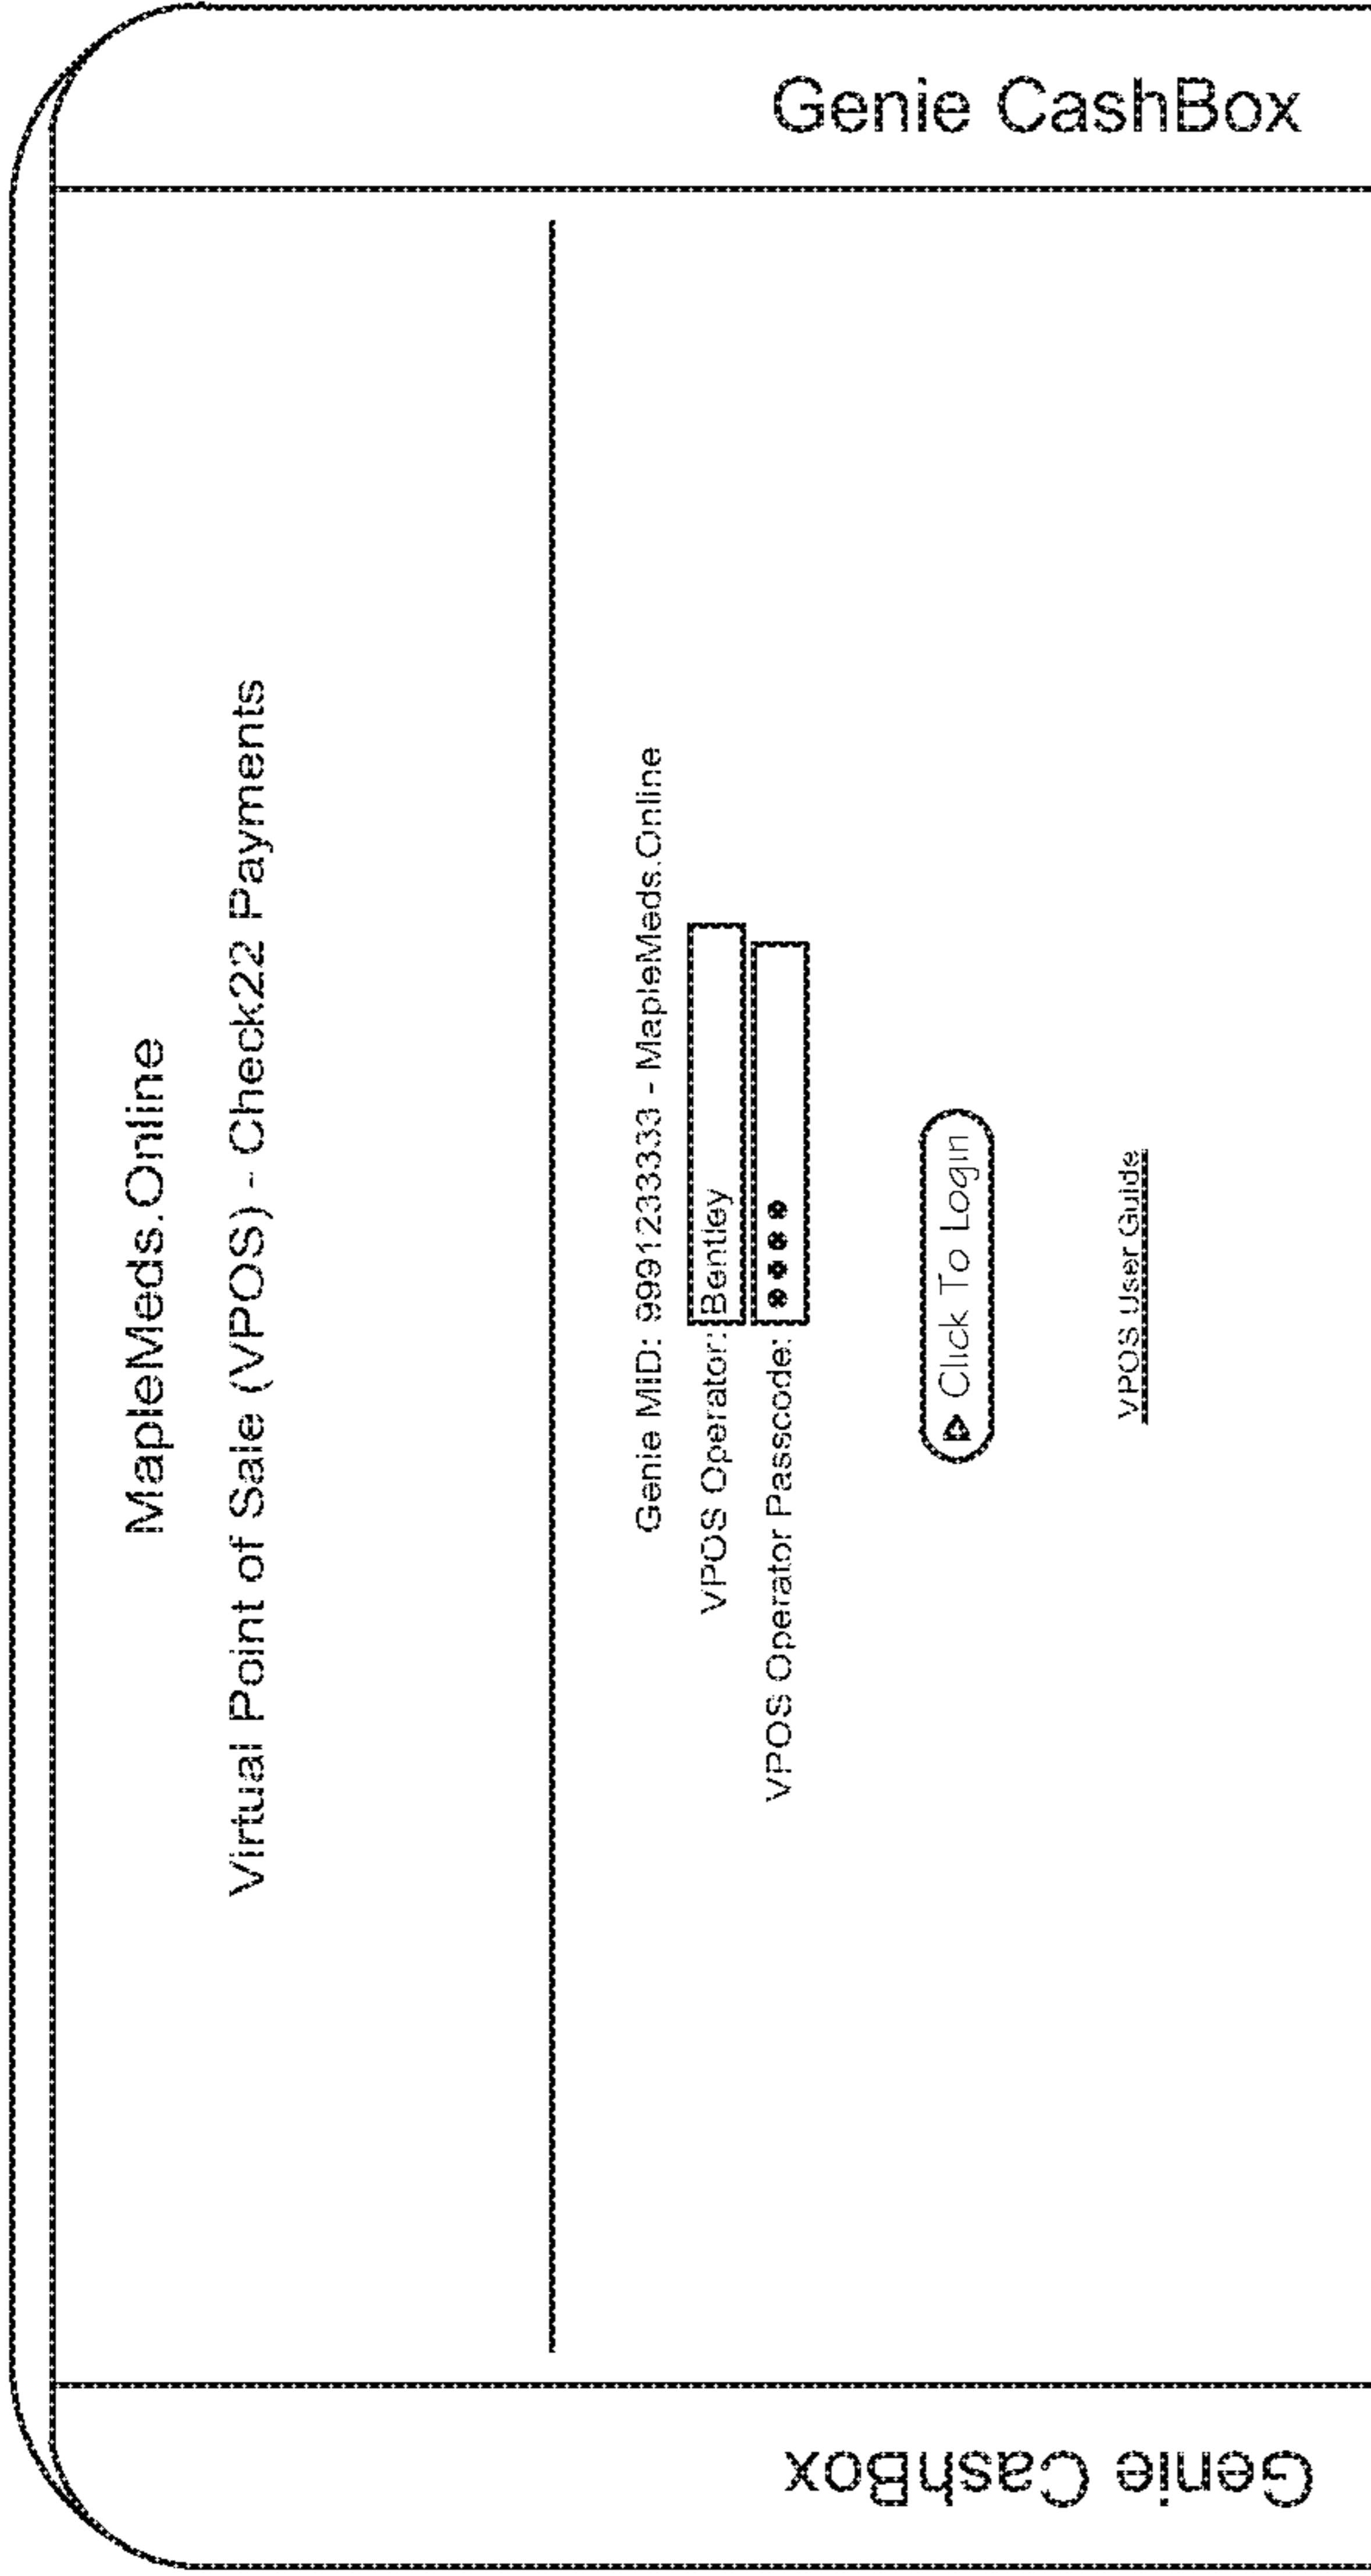 MapleMeds.Online
Virtual Point of Sale (VPOS) - Check22 Payments
Genie MID: 999123333 - MapleMeds.Online
VPOS Operator: Bentley
VPOS Operator Passcode: ••••
Click To Login
VPOS User Guide
Genie CashBox
Genie CashBox